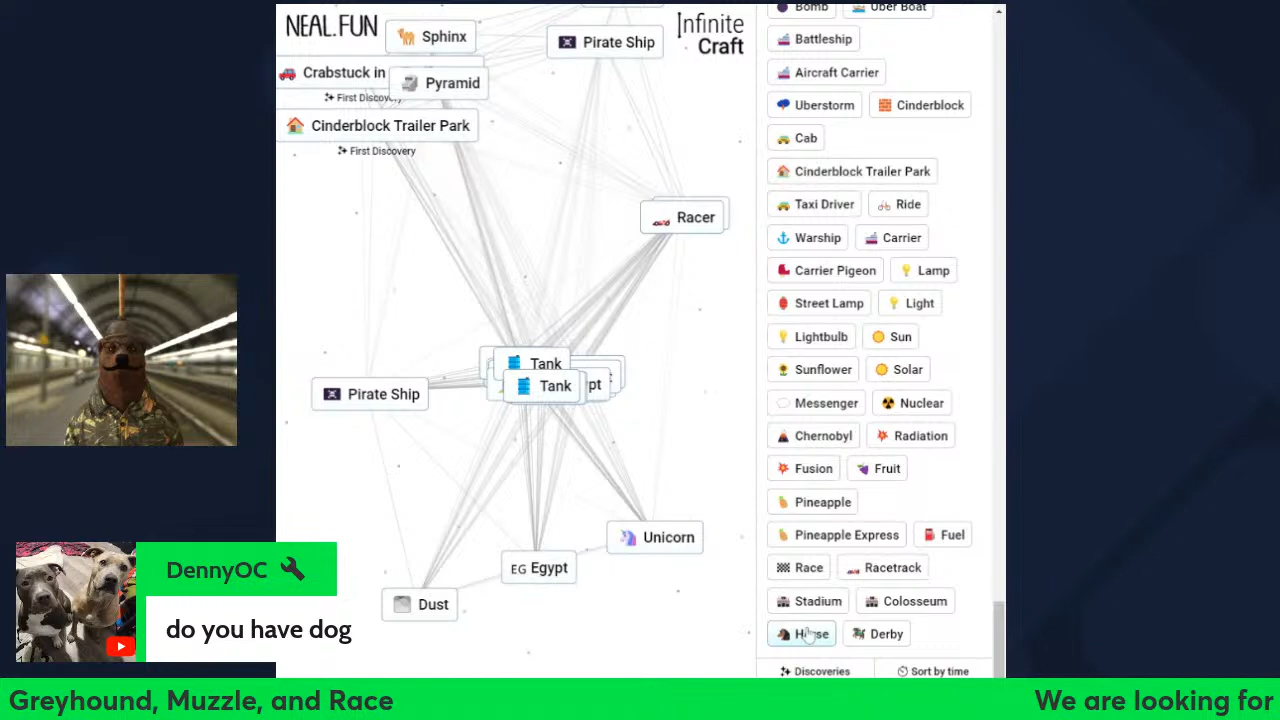 NEAL.FUN
Sphinx
Pirate Ship
Infinite
Craft
Crabstuck in
Pyramid
First Discovery
Cinderblock Trailer Park
First Discovery
Racer
Tank
Tank
Pirate Ship
Unicorn
EG Egypt
Dust
Bomb
Uber Boat
Battleship
Aircraft Carrier
Uberstorm
Cinderblock
Cab
Cinderblock Trailer Park
Taxi Driver
Ride
Warship
Carrier
Carrier Pigeon
Lamp
Street Lamp
Light
Lightbulb
Sun
Sunflower
Solar
Messenger
Nuclear
Chernobyl
Radiation
Fusion
Fruit
Pineapple
Pineapple Express
Fuel
Race
Racetrack
Stadium
Colosseum
Horse
Derby
Discoveries
Sort by time
DennyOC
do you have dog
Greyhound, Muzzle, and Race
We are looking for